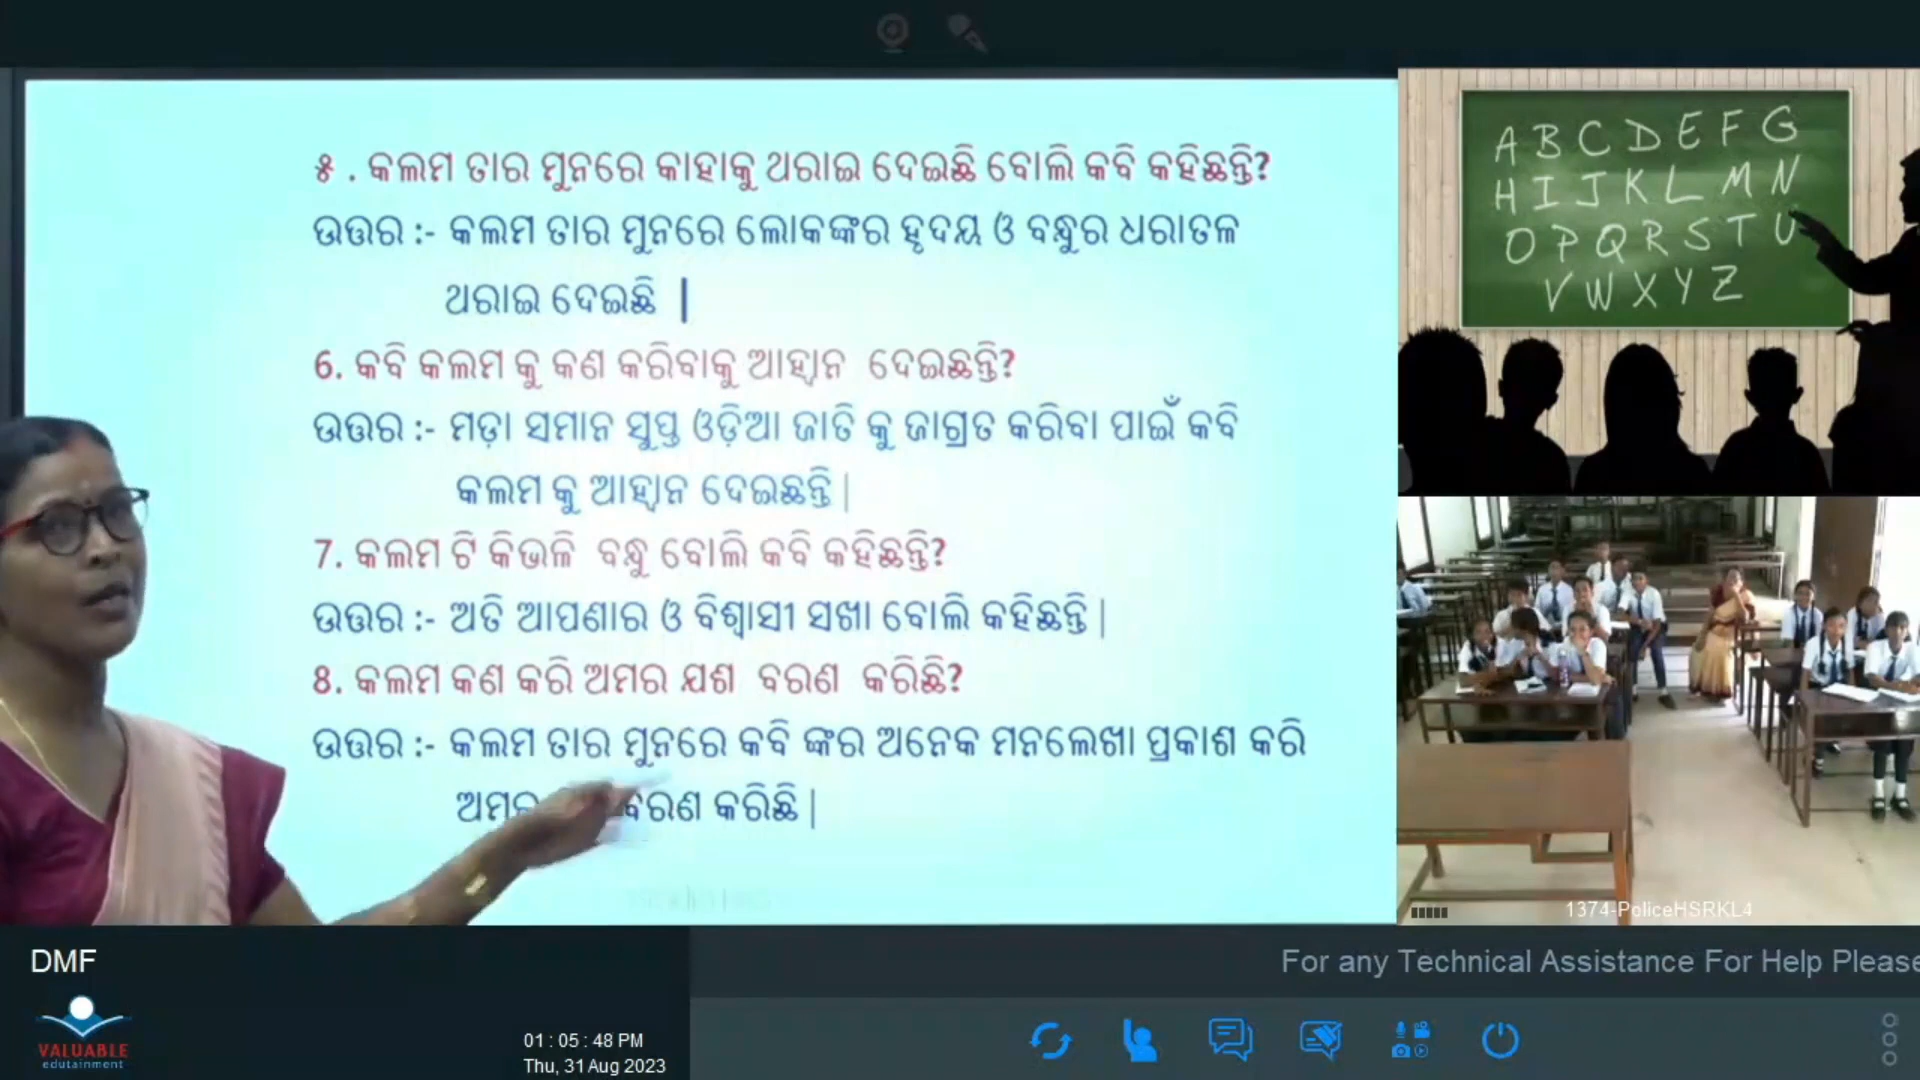 ୫ . କଲମ ତାର ମୁନରେ କାହାକୁ ଥରାଇ ଦେଇଛି ବୋଲି କବି କହିଛନ୍ତି?
ଉତ୍ତର :- କଲମ ତାର ମୁନରେ ଲୋକଙ୍କର ହୃଦୟ ଓ ବନ୍ଧୁର ଧରାତଳ
ଥରାଇ ଦେଇଛି |
6. କବି କଲମ କୁ କଣ କରିବାକୁ ଆହ୍ୱାନ ଦେଇଛନ୍ତି?
ଉତ୍ତର :- ମଡ଼ା ସମାନ ସୁପ୍ତ ଓଡ଼ିଆ ଜାତି କୁ ଜାଗ୍ରତ କରିବା ପାଇଁ କବି
କଲମ କୁ ଆହ୍ୱାନ ଦେଇଛନ୍ତି |
7. କଲମ ଟି କିଭଳି ବନ୍ଧୁ ବୋଲି କବି କହିଛନ୍ତି?
ଉତ୍ତର :- ଅତି ଆପଣାର ଓ ବିଶ୍ୱାସୀ ସଖା ବୋଲି କହିଛନ୍ତି |
8. କଲମ କଣ କରି ଅମର ଯଶ ବରଣ କରିଛି?
ଉତ୍ତର :- କଲମ ତାର ମୁନରେ କବି ଙ୍କର ଅନେକ ମନଲେଖା ପ୍ରକାଶ କରି
ବରଣ କରିଛି |
A B C D E F G
H I J K L M N
O P Q R S T U
V W X Y Z
1374-PoliceHSRKL4
DMF
For any Technical Assistance For Help Please
VALUABLE
edutainment
01 : 05 : 48 PM
Thu, 31 Aug 2023